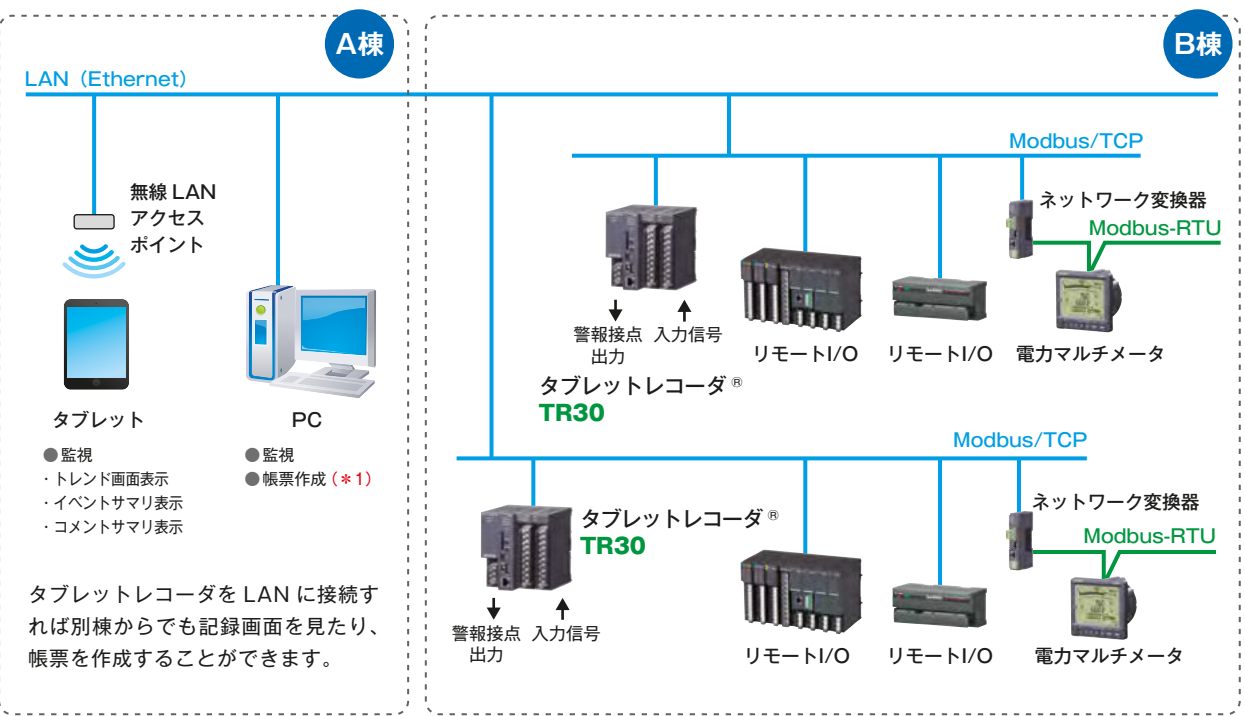 A棟
LAN（Ethernet）
無線 LAN
アクセス
ポイント
タブレット
●監視
・トレンド画面表示
・イベントサマリ表示
・コメントサマリ表示
PC
●監視
●帳票作成（＊1）
タブレットレコーダを LAN に接続す
れば別棟からでも記録画面を見たり、
帳票を作成することができます。
B棟
Modbus/TCP
ネットワーク変換器
Modbus-RTU
警報接点
出力
入力信号
タブレットレコーダ®
TR30
リモートI/O
リモートI/O
電力マルチメータ
Modbus/TCP
タブレットレコーダ®
TR30
ネットワーク変換器
Modbus-RTU
警報接点
出力
入力信号
リモートI/O
リモートI/O
電力マルチメータ